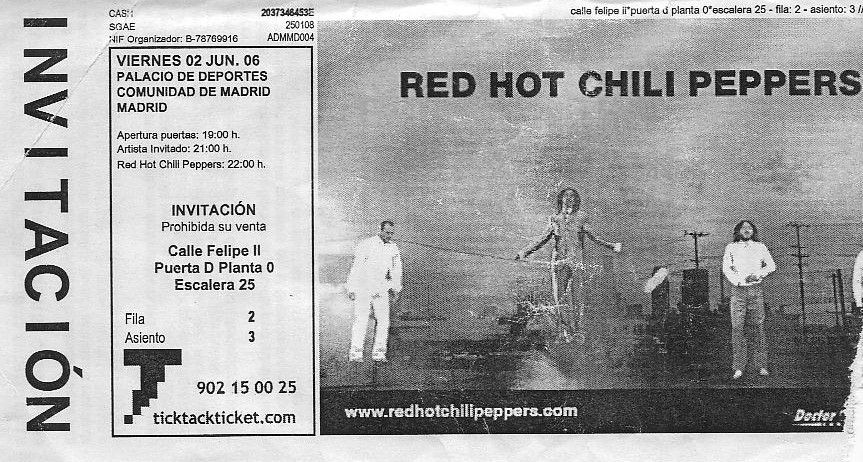 INVITACIÓN
CASH 2037346453E
SGAE 250108
NIF Organizador: B-78769916 ADMMD004
VIERNES 02 JUN. 06
PALACIO DE DEPORTES
COMUNIDAD DE MADRID
MADRID
Apertura puertas: 19:00 h.
Artista Invitado: 21:00 h.
Red Hot Chili Peppers: 22:00 h.
INVITACIÓN
Prohibida su venta
Calle Felipe II
Puerta D Planta 0
Escalera 25
Fila 2
Asiento 3
902 15 00 25
ticktackticket.com
calle felipe ii*puerta d planta 0*escalera 25 - fila: 2 - asiento: 3 /
RED HOT CHILI PEPPERS
www.redhotchilipeppers.com
Doctor